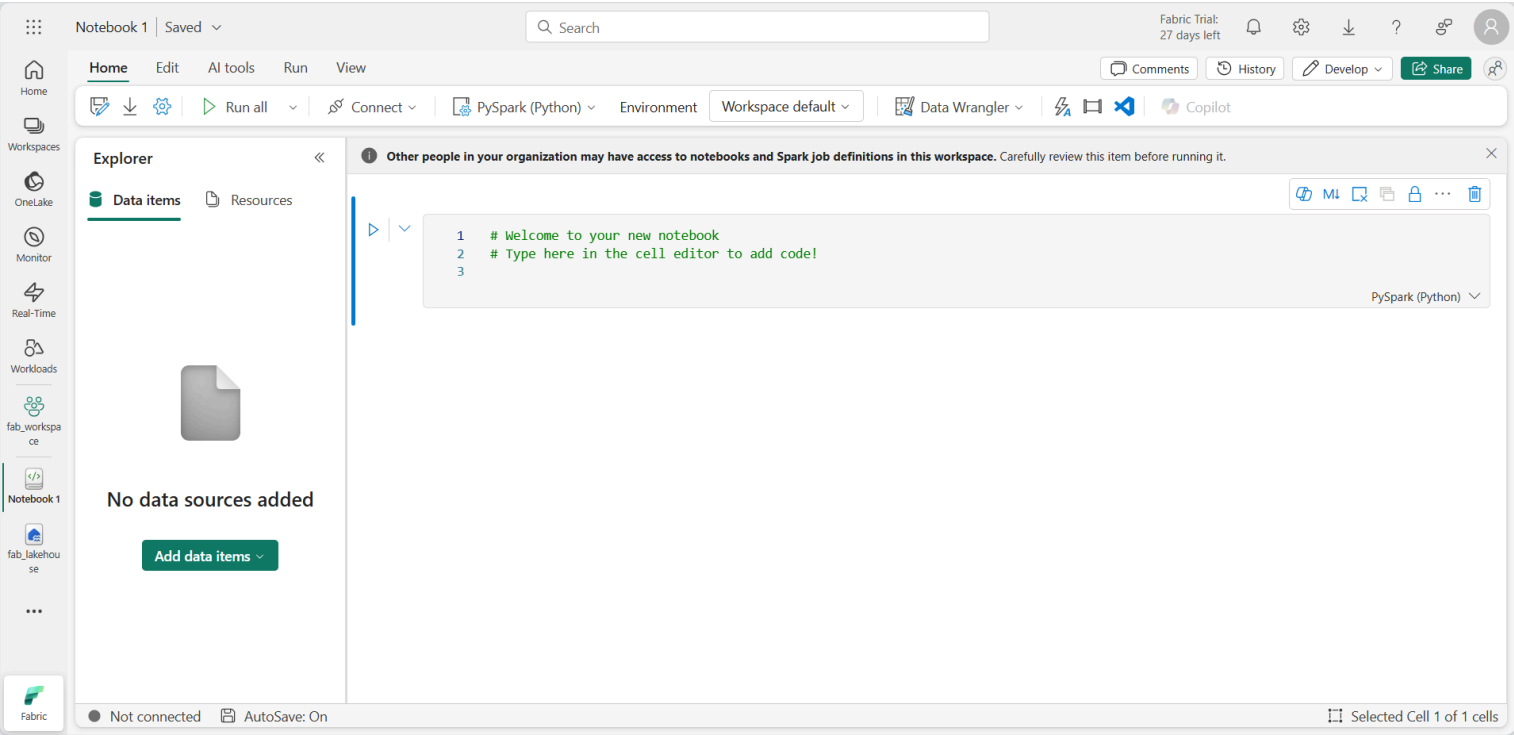 Notebook 1 Saved
Search
Fabric Trial:
27 days left
Home Edit AI tools Run View
Comments History Develop Share
Run all Connect PySpark (Python) Environment Workspace default Data Wrangler Copilot
Home
Workspaces
OneLake
Monitor
Real-Time
Workloads
fab_workspa
ce
Notebook 1
fab_lakehou
se
Fabric
Explorer
Data items Resources
No data sources added
Add data items
Other people in your organization may have access to notebooks and Spark job definitions in this workspace. Carefully review this item before running it.
M↓
1 # Welcome to your new notebook
2 # Type here in the cell editor to add code!
3
PySpark (Python)
Not connected AutoSave: On
Selected Cell 1 of 1 cells